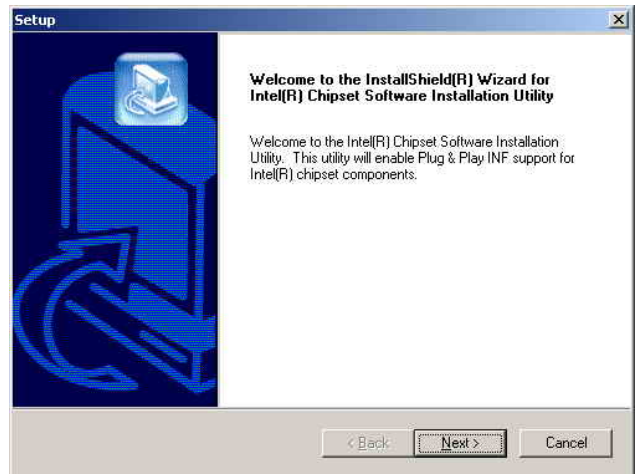 Setup
Welcome to the InstallShield(R) Wizard for
Intel(R) Chipset Software Installation Utility
Welcome to the Intel(R) Chipset Software Installation
Utility. This utility will enable Plug & Play INF support for
Intel(R) chipset components.
< Back
Next >
Cancel